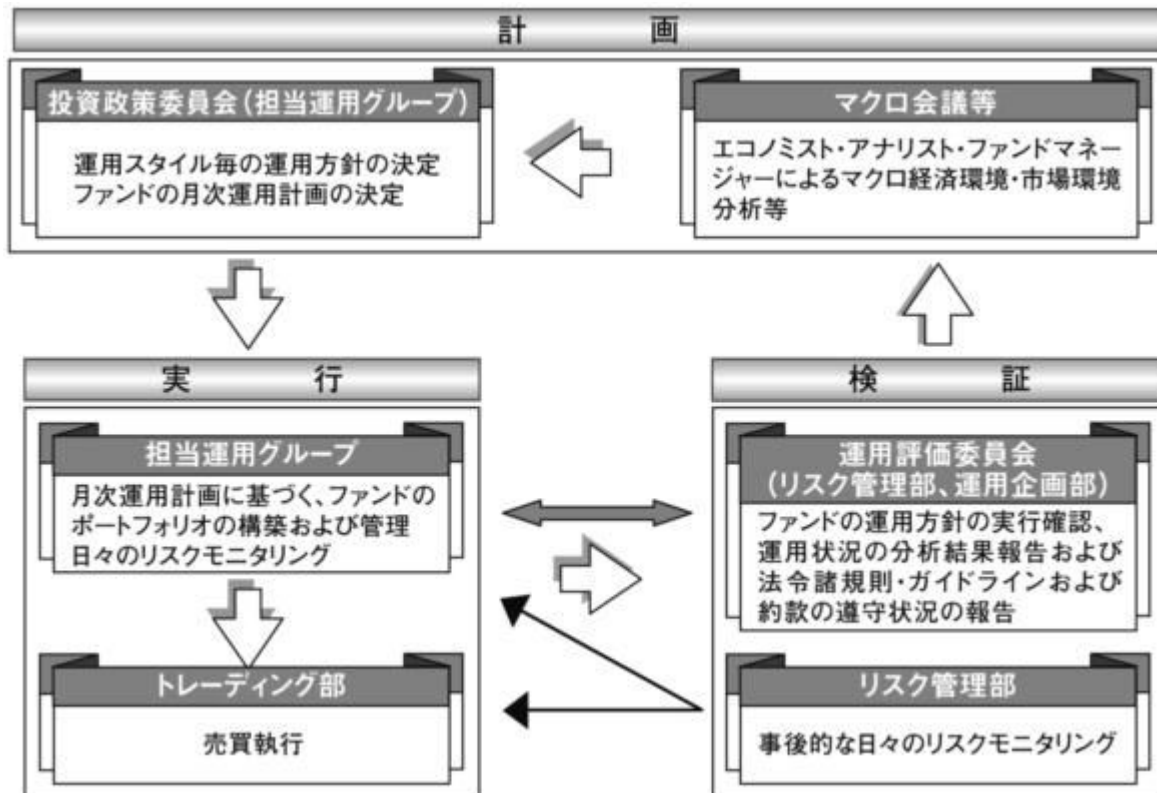 計画
投資政策委員会(担当運用グループ)
運用スタイル毎の運用方針の決定
ファンドの月次運用計画の決定
マクロ会議等
エコノミスト・アナリスト・ファンドマネー
ジャーによるマクロ経済環境・市場環境
分析等
実行
担当運用グループ
月次運用計画に基づく、ファンドの
ポートフォリオの構築および管理
日々のリスクモニタリング
トレーディング部
売買執行
検証
運用評価委員会
(リスク管理部、運用企画部)
ファンドの運用方針の実行確認、
運用状況の分析結果報告および
法令諸規則・ガイドラインおよび
約款の遵守状況の報告
リスク管理部
事後的な日々のリスクモニタリング